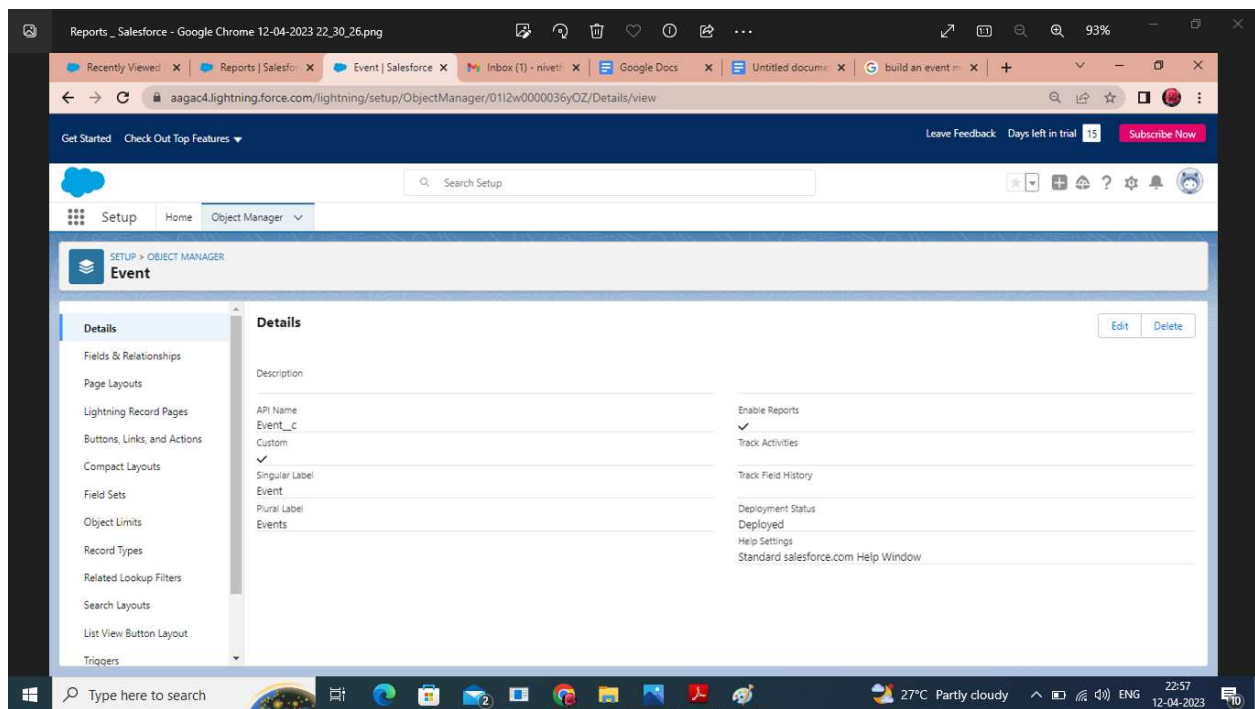 Reports _ Salesforce - Google Chrome 12-04-2023 22_30_26.png
93%
Recently Viewed
Reports | Salesfo
Event | Salesforce
Inbox (1) - niveth
Google Docs
Untitled docume
build an event m
aagac4.lightning.force.com/lightning/setup/ObjectManager/01I2w0000036yOZ/Details/view
Get Started Check Out Top Features
Leave Feedback Days left in trial 15 Subscribe Now
Search Setup
Setup Home Object Manager
SETUP > OBJECT MANAGER
Event
Details
Fields & Relationships
Page Layouts
Lightning Record Pages
Buttons, Links, and Actions
Compact Layouts
Field Sets
Object Limits
Record Types
Related Lookup Filters
Search Layouts
List View Button Layout
Triggers
Details
Edit Delete
Description
API Name
Event__c
Custom
Singular Label
Event
Plural Label
Events
Enable Reports
Track Activities
Track Field History
Deployment Status
Deployed
Help Settings
Standard salesforce.com Help Window
Type here to search
2
27°C Partly cloudy
ENG
22:57
12-04-2023
10